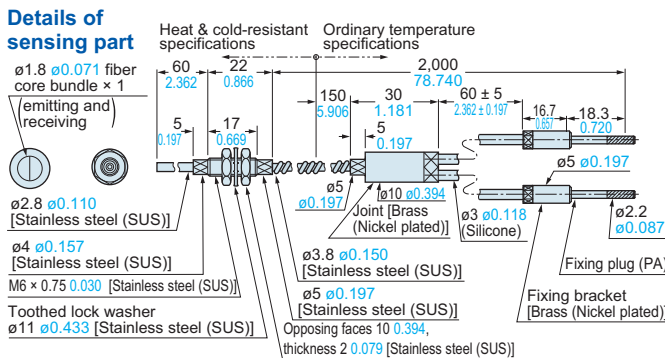 Details of
sensing part
Heat & cold-resistant
specifications
Ordinary temperature
specifications
ø1.8 ø0.071 fiber
core bundle × 1
(emitting and
receiving)
60
2.362
22
0.866
2,000
78.740
150
5.906
30
1.181
60 ± 5
2.362 ± 0.197
16.7
0.657
18.3
0.720
5
0.197
17
0.669
5
0.197
ø5 ø0.197
ø5
ø0.197
ø10 ø0.394
Joint [Brass
(Nickel plated)]
ø3 ø0.118
(Silicone)
ø2.2
ø0.087
ø2.8 ø0.110
[Stainless steel (SUS)]
ø4 ø0.157
[Stainless steel (SUS)]
M6 × 0.75 0.030 [Stainless steel (SUS)]
Toothed lock washer
ø11 ø0.433 [Stainless steel (SUS)]
ø3.8 ø0.150
[Stainless steel (SUS)]
ø5 ø0.197
[Stainless steel (SUS)]
Opposing faces 10 0.394,
thickness 2 0.079 [Stainless steel (SUS)]
Fixing plug (PA)
Fixing bracket
[Brass (Nickel plated)]